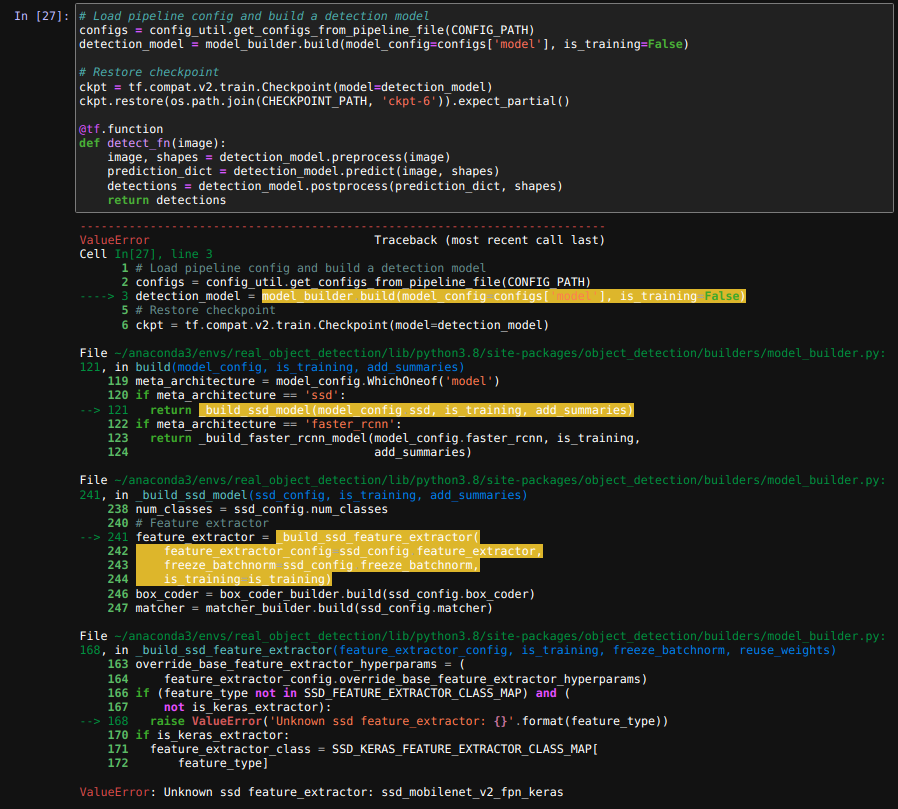 In [27]: # Load pipeline config and build a detection model
configs = config_util.get_configs_from_pipeline_file(CONFIG_PATH)
detection_model = model_builder.build(model_config=configs['model'], is_training=False)
# Restore checkpoint
ckpt = tf.compat.v2.train.Checkpoint(model=detection_model)
ckpt.restore(os.path.join(CHECKPOINT_PATH, 'ckpt-6')).expect_partial()
@tf.function
def detect_fn(image):
    image, shapes = detection_model.preprocess(image)
    prediction_dict = detection_model.predict(image, shapes)
    detections = detection_model.postprocess(prediction_dict, shapes)
    return detections
---------------------------------------------------------------------------
ValueError Traceback (most recent call last)
Cell In[27], line 3
1 # Load pipeline config and build a detection model
2 configs = config_util.get_configs_from_pipeline_file(CONFIG_PATH)
----> 3 detection_model = model_builder build(model_config configs[ model ], is_training False)
5 # Restore checkpoint
6 ckpt = tf.compat.v2.train.Checkpoint(model=detection_model)
File ~/anaconda3/envs/real_object_detection/lib/python3.8/site-packages/object_detection/builders/model_builder.py:
121, in build(model_config, is_training, add_summaries)
119 meta_architecture = model_config.WhichOneof('model')
120 if meta_architecture == 'ssd':
--> 121 return _build_ssd_model(model_config ssd, is_training, add_summaries)
122 if meta_architecture == 'faster_rcnn':
123 return _build_faster_rcnn_model(model_config.faster_rcnn, is_training,
124 add_summaries)
File ~/anaconda3/envs/real_object_detection/lib/python3.8/site-packages/object_detection/builders/model_builder.py:
241, in _build_ssd_model(ssd_config, is_training, add_summaries)
238 num_classes = ssd_config.num_classes
240 # Feature extractor
--> 241 feature_extractor = _build_ssd_feature_extractor(
242 feature_extractor_config=ssd_config feature_extractor,
243 freeze_batchnorm=ssd_config freeze_batchnorm,
244 is_training=is_training)
246 box_coder = box_coder_builder.build(ssd_config.box_coder)
247 matcher = matcher_builder.build(ssd_config.matcher)
File ~/anaconda3/envs/real_object_detection/lib/python3.8/site-packages/object_detection/builders/model_builder.py:
168, in _build_ssd_feature_extractor(feature_extractor_config, is_training, freeze_batchnorm, reuse_weights)
163 override_base_feature_extractor_hyperparams = (
164 feature_extractor_config.override_base_feature_extractor_hyperparams)
166 if (feature_type not in SSD_FEATURE_EXTRACTOR_CLASS_MAP) and (
167 not is_keras_extractor):
--> 168 raise ValueError('Unknown ssd feature_extractor: {}'.format(feature_type))
170 if is_keras_extractor:
171 feature_extractor_class = SSD_KERAS_FEATURE_EXTRACTOR_CLASS_MAP[
172 feature_type]
ValueError: Unknown ssd feature_extractor: ssd_mobilenet_v2_fpn_keras